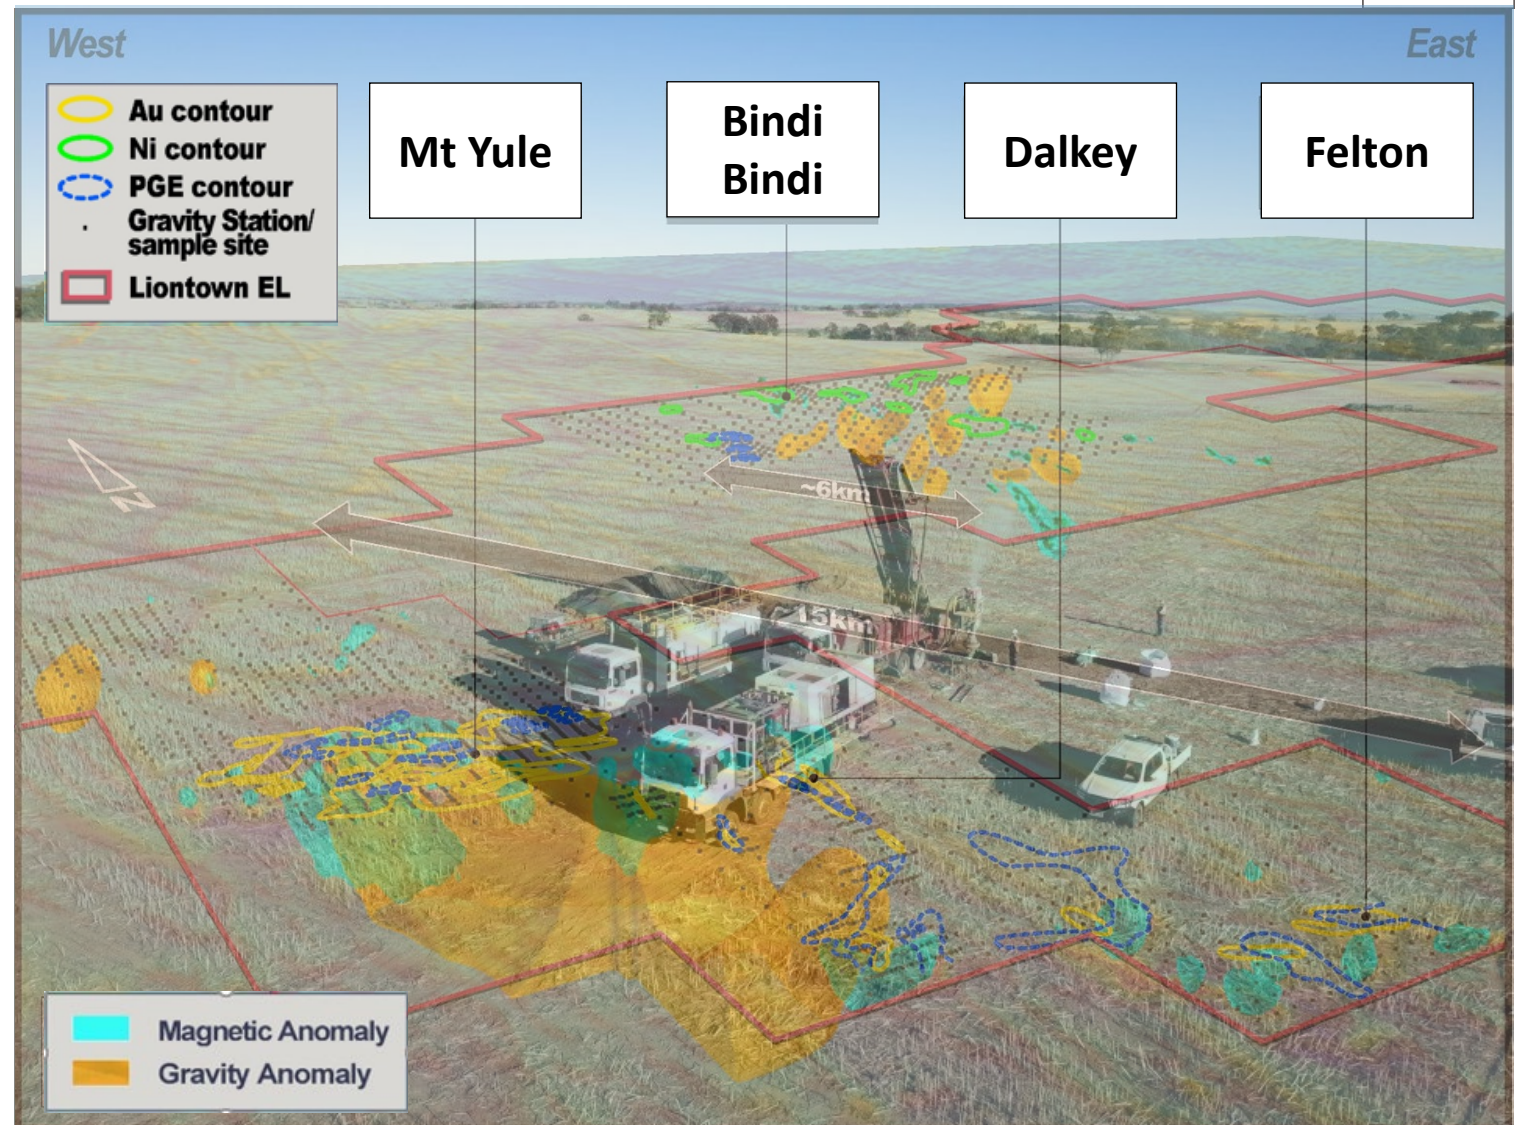 West
East
Au contour
Ni contour
PGE contour
Gravity Station/
sample site
Liontown EL
Mt Yule
Bindi
Bindi
Dalkey
Felton
~6km
~15km
N
Magnetic Anomaly
Gravity Anomaly